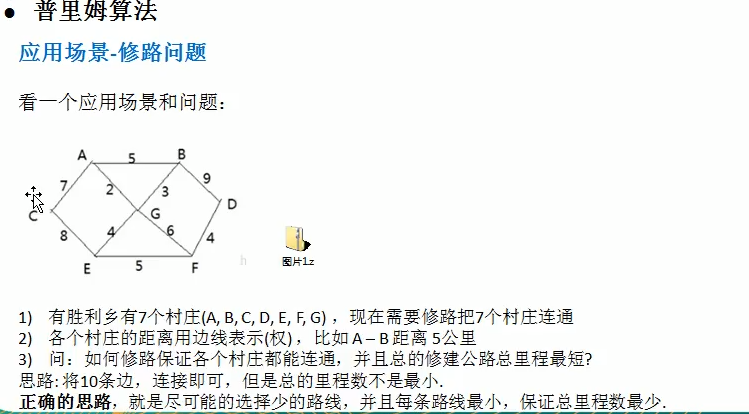 ● 普里姆算法
应用场景-修路问题
看一个应用场景和问题：
A 5 B
7 2 3 9
C G D
8 4 6 4
E 5 F
h
图片1.z
1) 有胜利乡有7个村庄(A, B, C, D, E, F, G) ，现在需要修路把7个村庄连通
2) 各个村庄的距离用边线表示(权) ，比如 A – B 距离 5公里
3) 问：如何修路保证各个村庄都能连通，并且总的修建公路总里程最短?
思路: 将10条边，连接即可，但是总的里程数不是最小.
正确的思路，就是尽可能的选择少的路线，并且每条路线最小，保证总里程数最少.